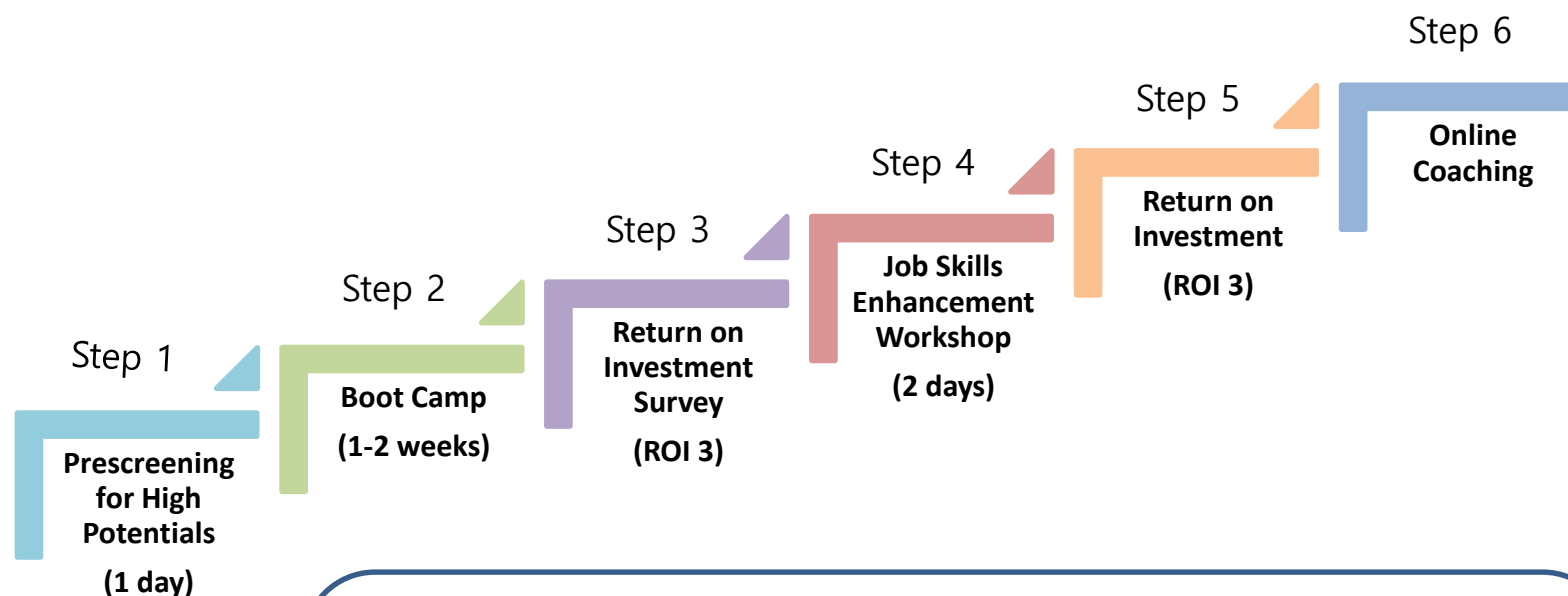 Step 1
Prescreening
for High
Potentials
(1 day)
Step 2
Boot Camp
(1-2 weeks)
Step 3
Return on
Investment
Survey
(ROI 3)
Step 4
Job Skills
Enhancement
Workshop
(2 days)
Step 5
Return on
Investment
(ROI 3)
Step 6
Online
Coaching